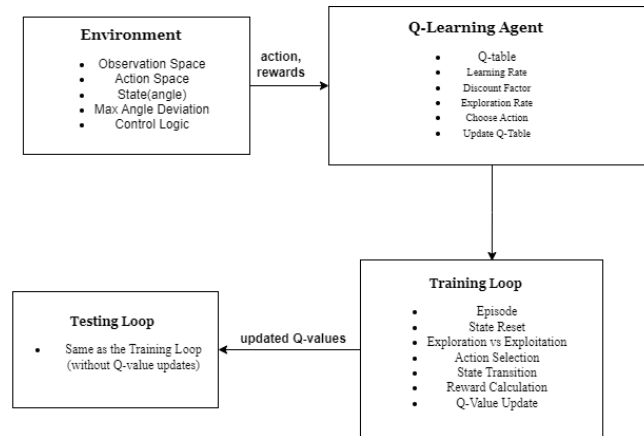 Environment
• Observation Space
• Action Space
• State(angle)
• Max Angle Deviation
• Control Logic
action,
rewards
Q-Learning Agent
• Q-table
• Learning Rate
• Discount Factor
• Exploration Rate
• Choose Action
• Update Q-Table
Training Loop
• Episode
• State Reset
• Exploration vs Exploitation
• Action Selection
• State Transition
• Reward Calculation
• Q-Value Update
updated Q-values
Testing Loop
• Same as the Training Loop
(without Q-value updates)